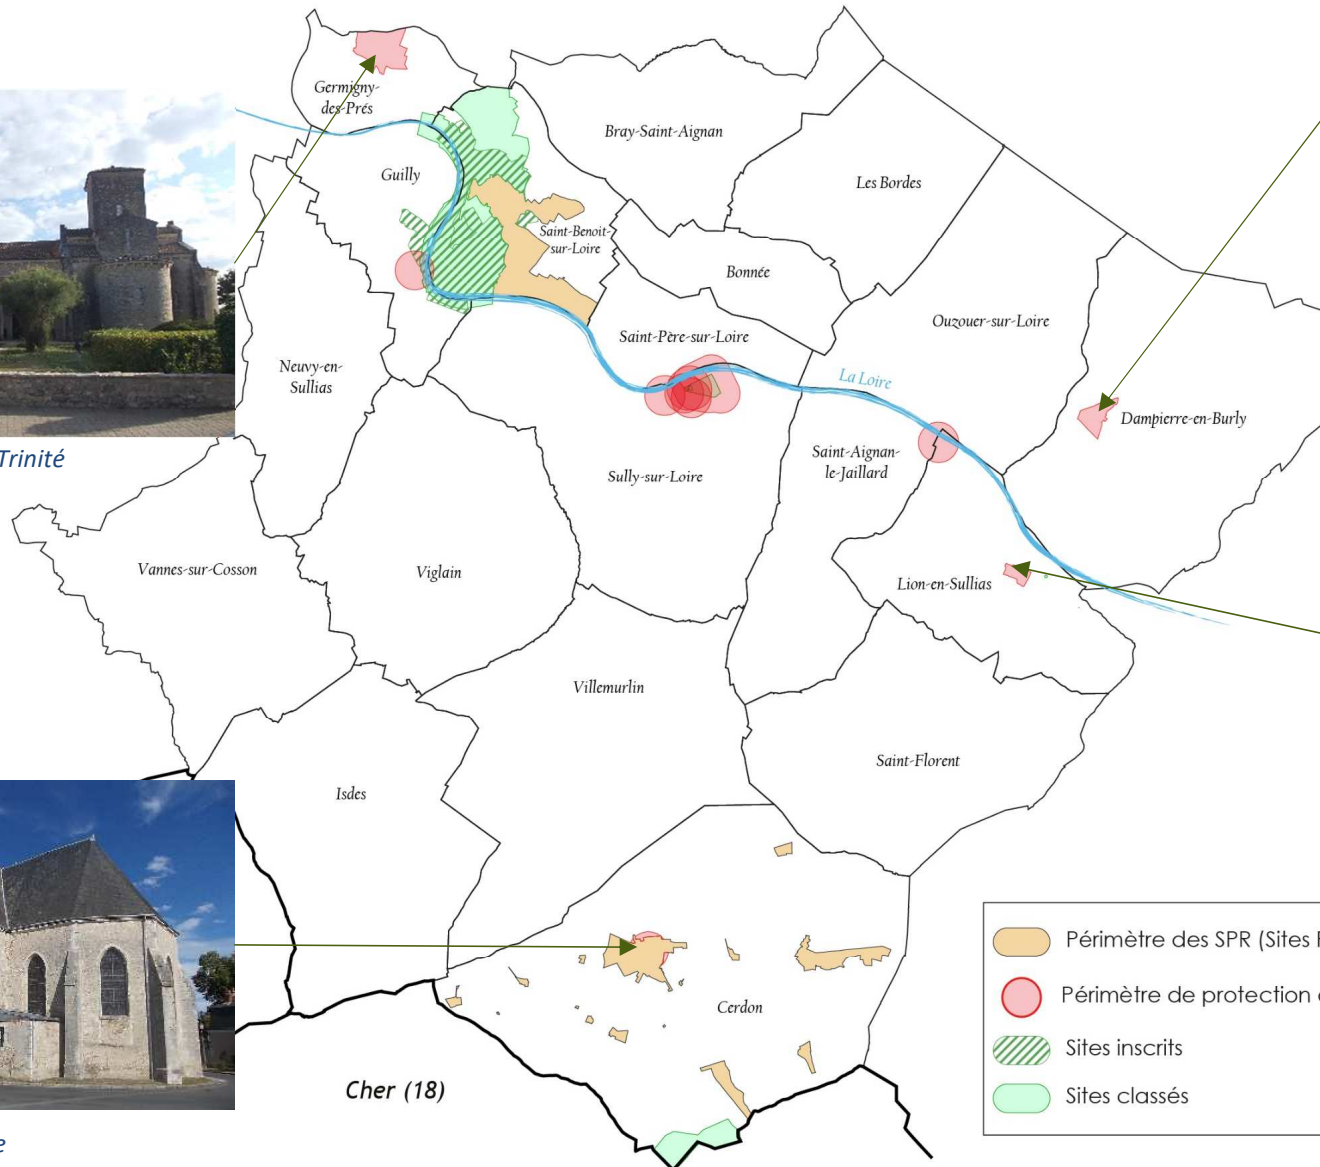 Germigny-
des-Prés
Bray-Saint-Aignan
Guilly
Les Bordes
Saint-Benoit-
sur-Loire
Bonnée
Ouzouer-sur-Loire
Saint-Père-sur-Loire
Neuvy-en-
Sullias
La Loire
Dampierre-en-Burly
Trinité
Saint-Aignan-
le-Jaillard
Sully-sur-Loire
Vannes-sur-Cosson
Viglain
Lion-en-Sullias
Villemurlin
Saint-Florent
Isdes
Cerdon
Cher (18)
e
Périmètre des SPR (Sites
Périmètre de protection
Sites inscrits
Sites classés